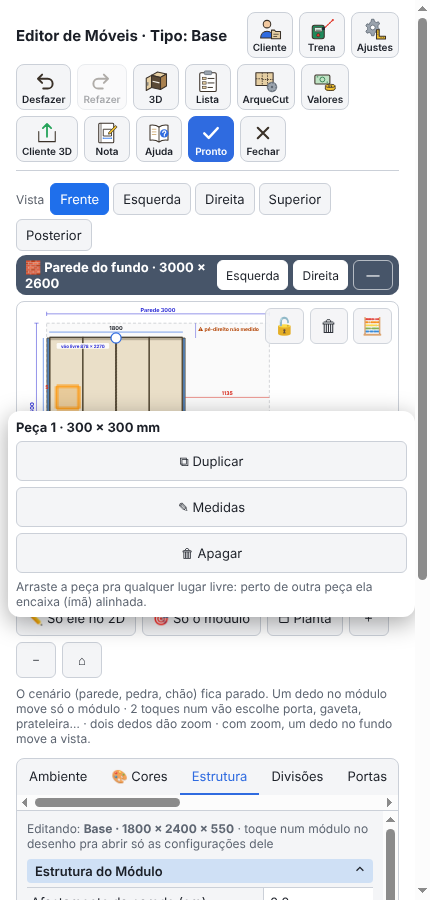 Editor de Móveis · Tipo: Base
Cliente
Trena
Ajustes
Desfazer
Refazer
3D
Lista
ArqueCut
Valores
Cliente 3D
Nota
Ajuda
Pronto
Fechar
Vista
Frente
Esquerda
Direita
Superior
Posterior
🧱 Parede do fundo · 3000 ×
2600
Esquerda
Direita
—
Parede 3000
1800
⚠ pé-direito não medido
1135
Peça 1 · 300 × 300 mm
⧉ Duplicar
✎ Medidas
🗑 Apagar
Arraste a peça pra qualquer lugar livre: perto de outra peça ela
encaixa (ímã) alinhada.
Só ele no 2D
Só o módulo
Planta
+
−
⌂
O cenário (parede, pedra, chão) fica parado. Um dedo no módulo
move só o módulo · 2 toques num vão escolhe porta, gaveta,
prateleira... · dois dedos dão zoom · com zoom, um dedo no fundo
move a vista.
Ambiente
🎨 Cores
Estrutura
Divisões
Portas
Editando: Base · 1800 × 2400 × 550 · toque num módulo no
desenho pra abrir só as configurações dele
Estrutura do Módulo